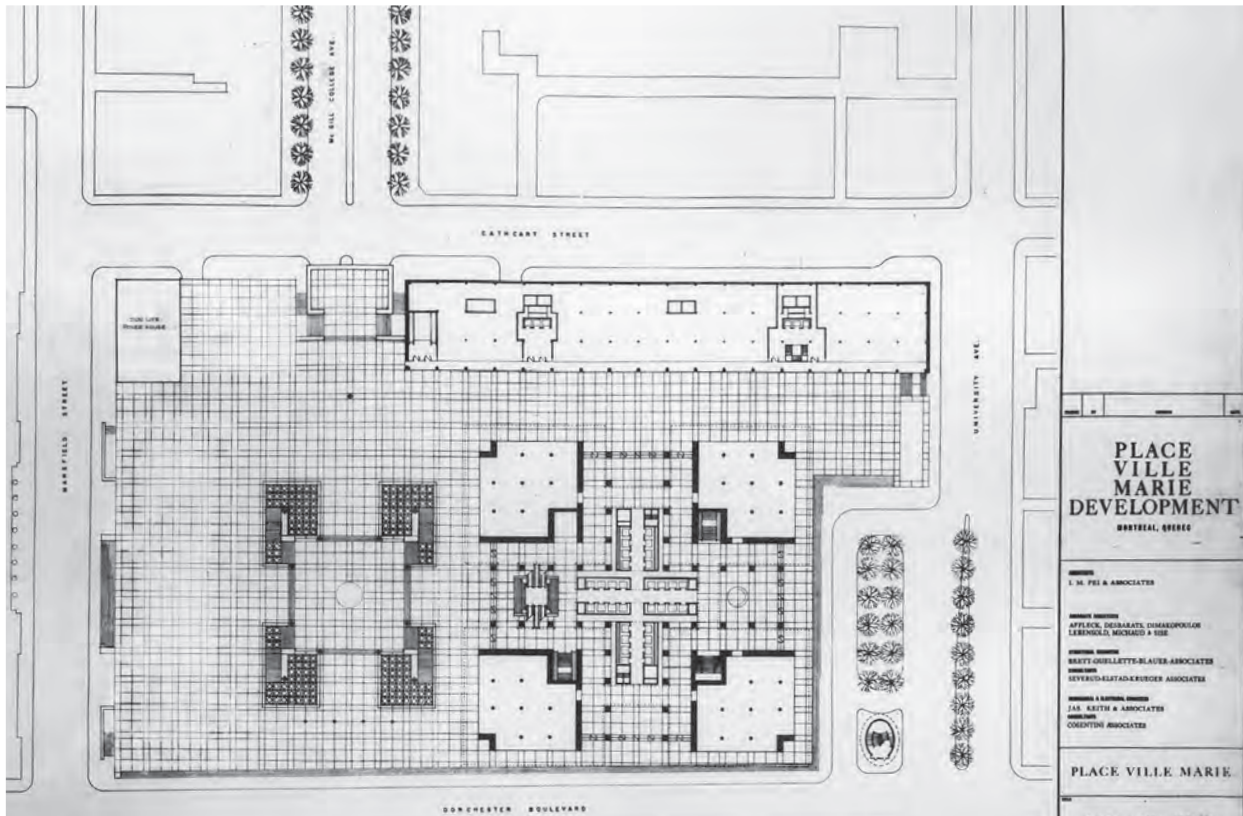 Mc GILL COLLEGE AVE.
CATHCART STREET
MANSFIELD STREET
UNIVERSITY AVE.
DORCHESTER BOULEVARD
PLACE
VILLE
MARIE
DEVELOPMENT
MONTREAL, QUEBEC
I. M. PEI & ASSOCIATES
AFFLECK, DESBARATS, DIMAKOPOULOS
LEBENSOLD, MICHAUD & SISE
BRETT-OUELLETTE-BLAUER-ASSOCIATES
SEVERUD-ELSTAD-KRUEGER ASSOCIATES
JAS. KEITH & ASSOCIATES
COSENTINI ASSOCIATES
PLACE VILLE MARIE